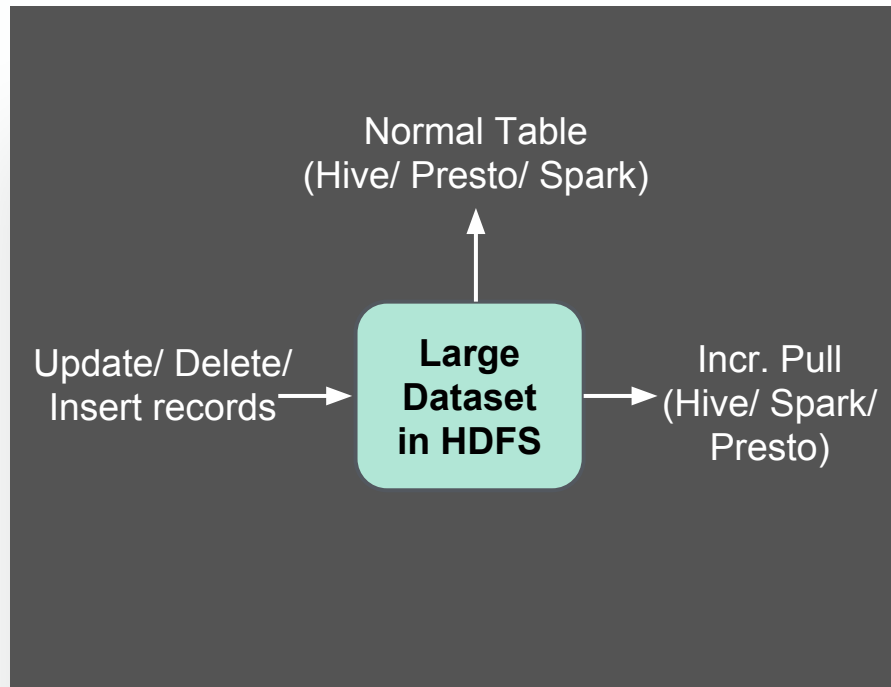 Normal Table
(Hive/ Presto/ Spark)
Update/ Delete/
Insert records
Large
Dataset
in HDFS
Incr. Pull
(Hive/ Spark/
Presto)